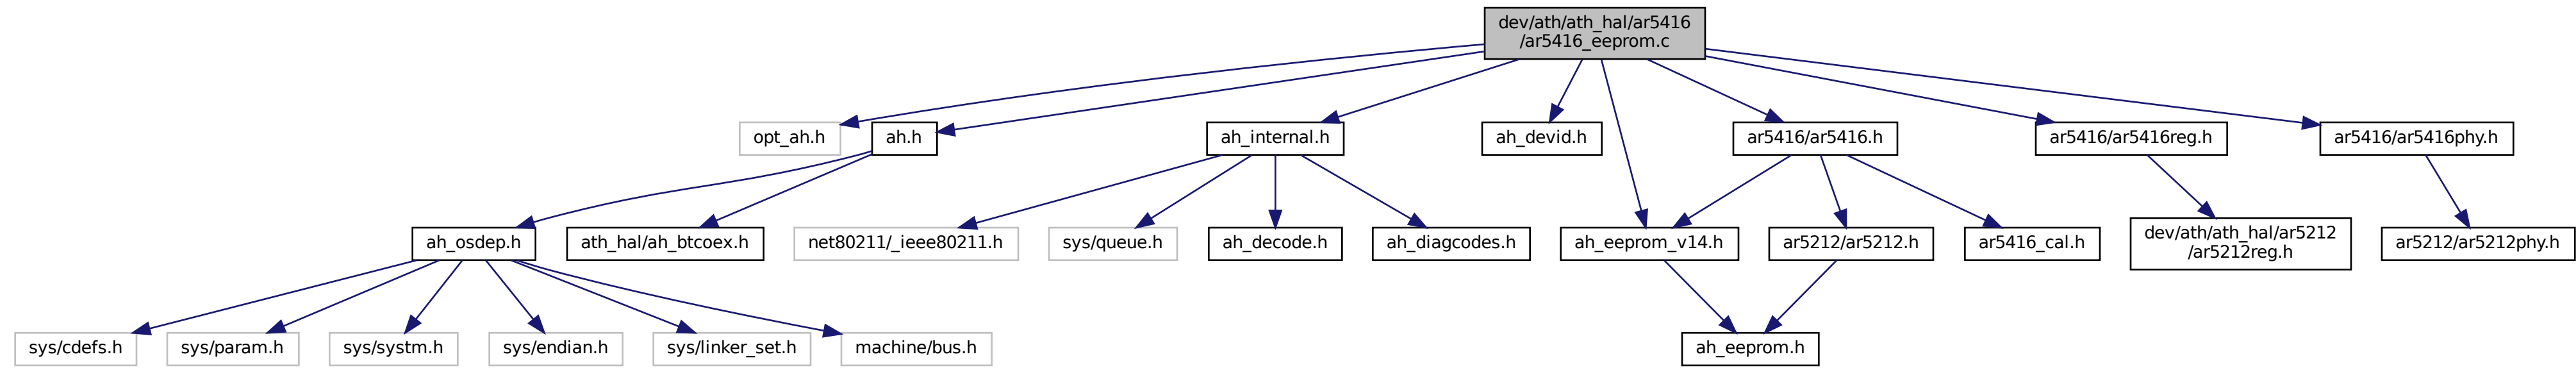 dev/ath/ath_hal/ar5416
/ar5416_eeprom.c
opt_ah.h
ah.h
ah_internal.h
ah_devid.h
ar5416/ar5416.h
ar5416/ar5416reg.h
ar5416/ar5416phy.h
ah_osdep.h
ath_hal/ah_btcoex.h
net80211/_ieee80211.h
sys/queue.h
ah_decode.h
ah_diagcodes.h
ah_eeprom_v14.h
ar5212/ar5212.h
ar5416_cal.h
dev/ath/ath_hal/ar5212
/ar5212reg.h
ar5212/ar5212phy.h
sys/cdefs.h
sys/param.h
sys/systm.h
sys/endian.h
sys/linker_set.h
machine/bus.h
ah_eeprom.h